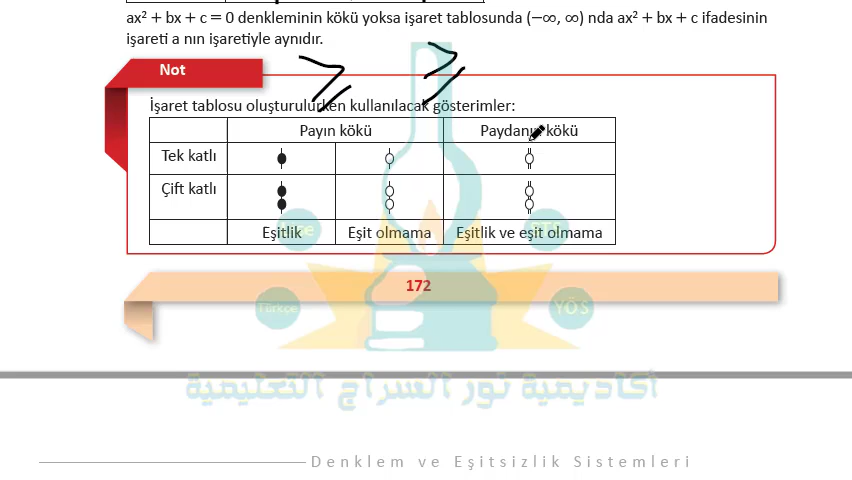 ax² + bx + c = 0 denkleminin kökü yoksa işaret tablosunda (−∞, ∞) nda ax² + bx + c ifadesinin
işareti a nın işaretiyle aynıdır.
Not
İşaret tablosu oluşturulurken kullanılacak gösterimler:
Payın kökü Paydanın kökü
Tek katlı
Çift katlı
Eşitlik Eşit olmama Eşitlik ve eşit olmama
172
Türkçe YÖS
أكاديمية نور السراج التعليمية
Denklem ve Eşitsizlik Sistemleri